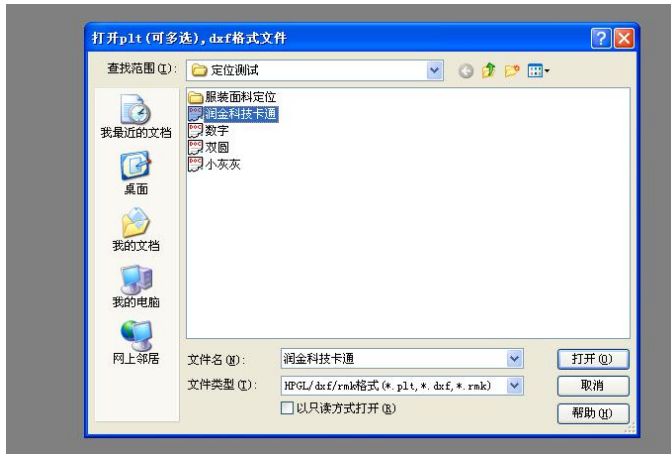 打开plt(可多选),dxf格式文件
查找范围(I):
定位测试
我最近的文档
桌面
我的文档
我的电脑
网上邻居
服装面料定位
润金科技卡通
数字
双圆
小灰灰
文件名(N):
润金科技卡通
打开(O)
文件类型(T):
HPGL/dxf/rmk格式(*.plt,*.dxf,*.rmk)
取消
以只读方式打开(R)
帮助(H)